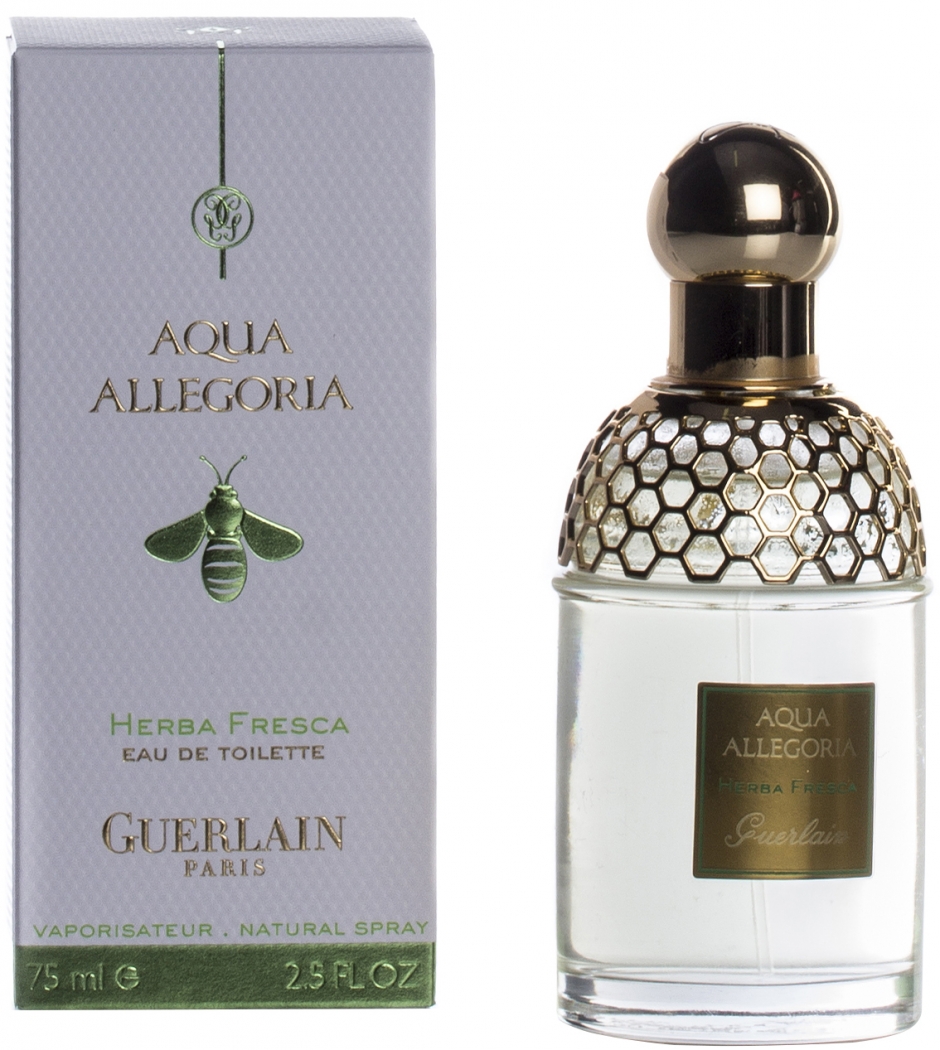 AQUA
ALLEGORIA
HERBA FRESCA
EAU DE TOILETTE
GUERLAIN
PARIS
VAPORISATEUR . NATURAL SPRAY
75 ml e 2.5 FL OZ
AQUA
ALLEGORIA
HERBA FRESCA
Guerlain